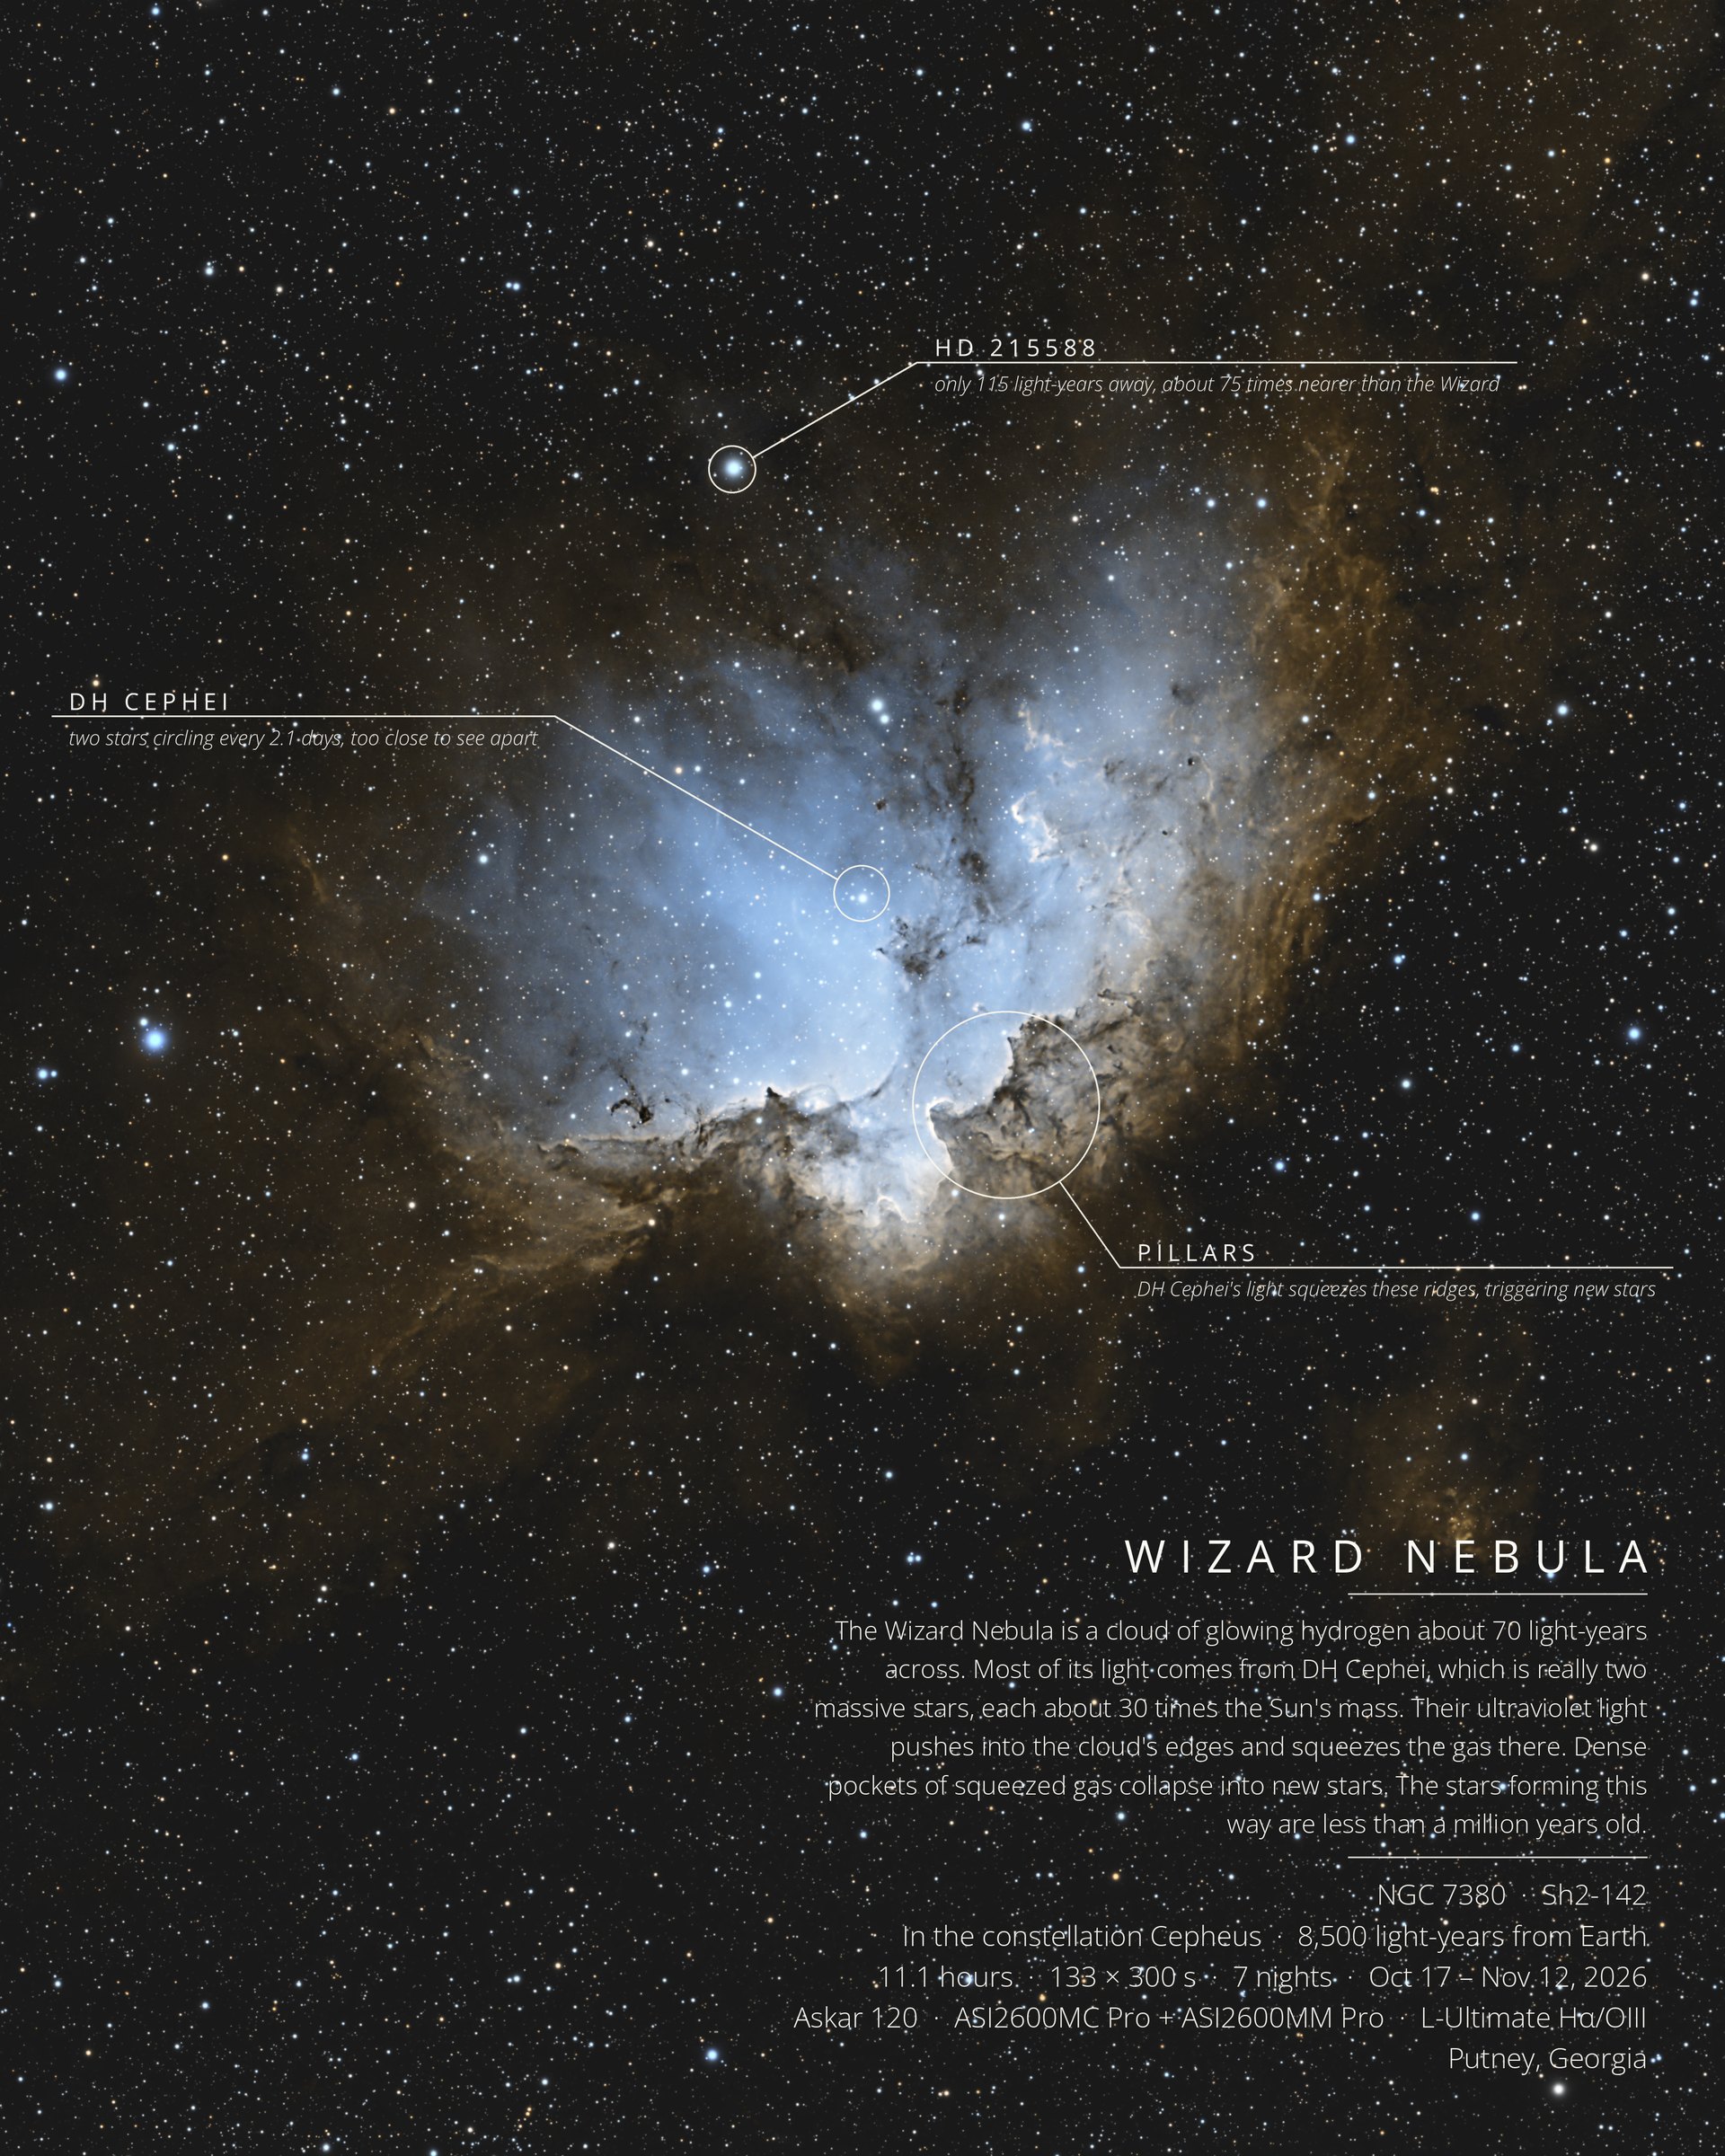 HD 215588
only 115 light-years away, about 75 times nearer than the Wizard
DH CEPHEI
two stars circling every 2.1 days, too close to see apart
PILLARS
DH Cephei's light squeezes these ridges, triggering new stars
WIZARD NEBULA
The Wizard Nebula is a cloud of glowing hydrogen about 70 light-years
across. Most of its light comes from DH Cephei, which is really two
massive stars, each about 30 times the Sun's mass. Their ultraviolet light
pushes into the cloud's edges and squeezes the gas there. Dense
pockets of squeezed gas collapse into new stars. The stars forming this
way are less than a million years old.
NGC 7380 · Sh2-142
In the constellation Cepheus · 8,500 light-years from Earth
11.1 hours · 133 × 300 s · 7 nights · Oct 17 – Nov 12, 2026
Askar 120 · ASI2600MC Pro + ASI2600MM Pro · L-Ultimate Hα/OIII
Putney, Georgia